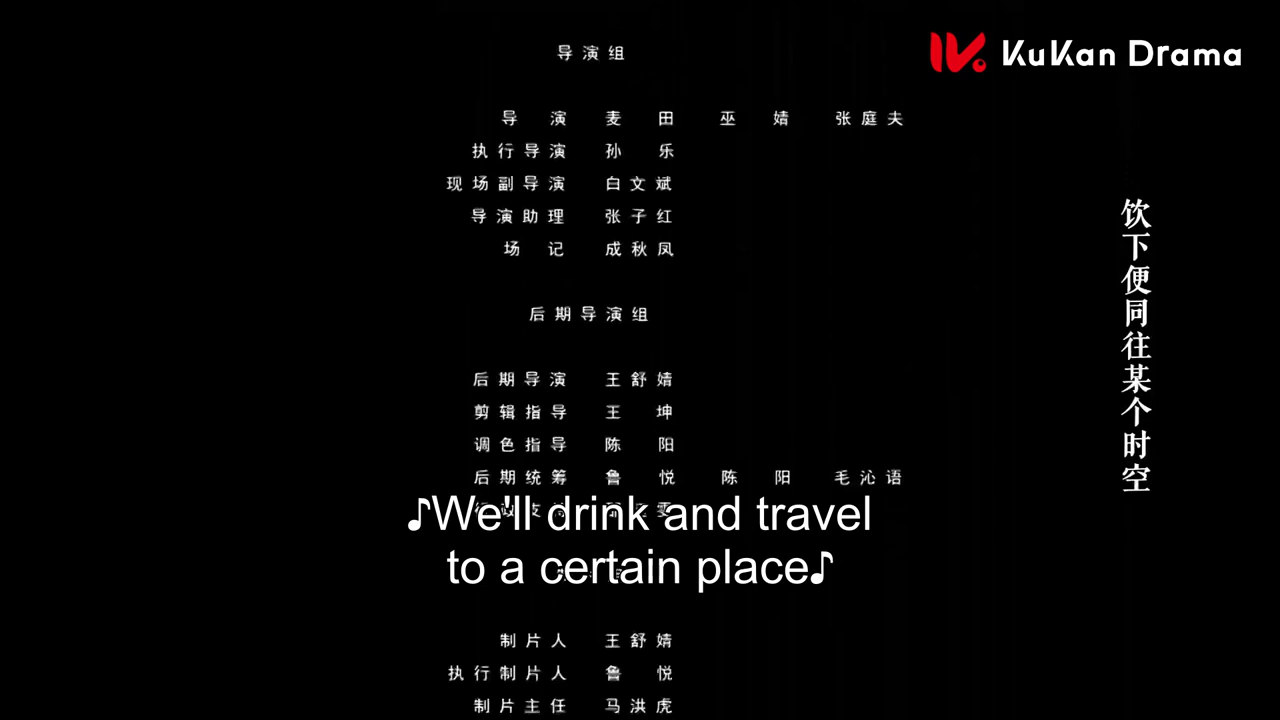 KuKan Drama
导演组
导演 麦田 巫婧 张庭夫
执行导演 孙乐
现场副导演 白文斌
导演助理 张子红
场记 成秋凤
饮下便同往某个时空
后期导演组
后期导演 王舒婧
剪辑指导 王坤
调色指导 陈阳
后期统筹 鲁悦 陈阳 毛沁语
♪We'll drink and travel
to a certain place♪
制片人 王舒婧
执行制片人 鲁悦
制片主任 马洪虎